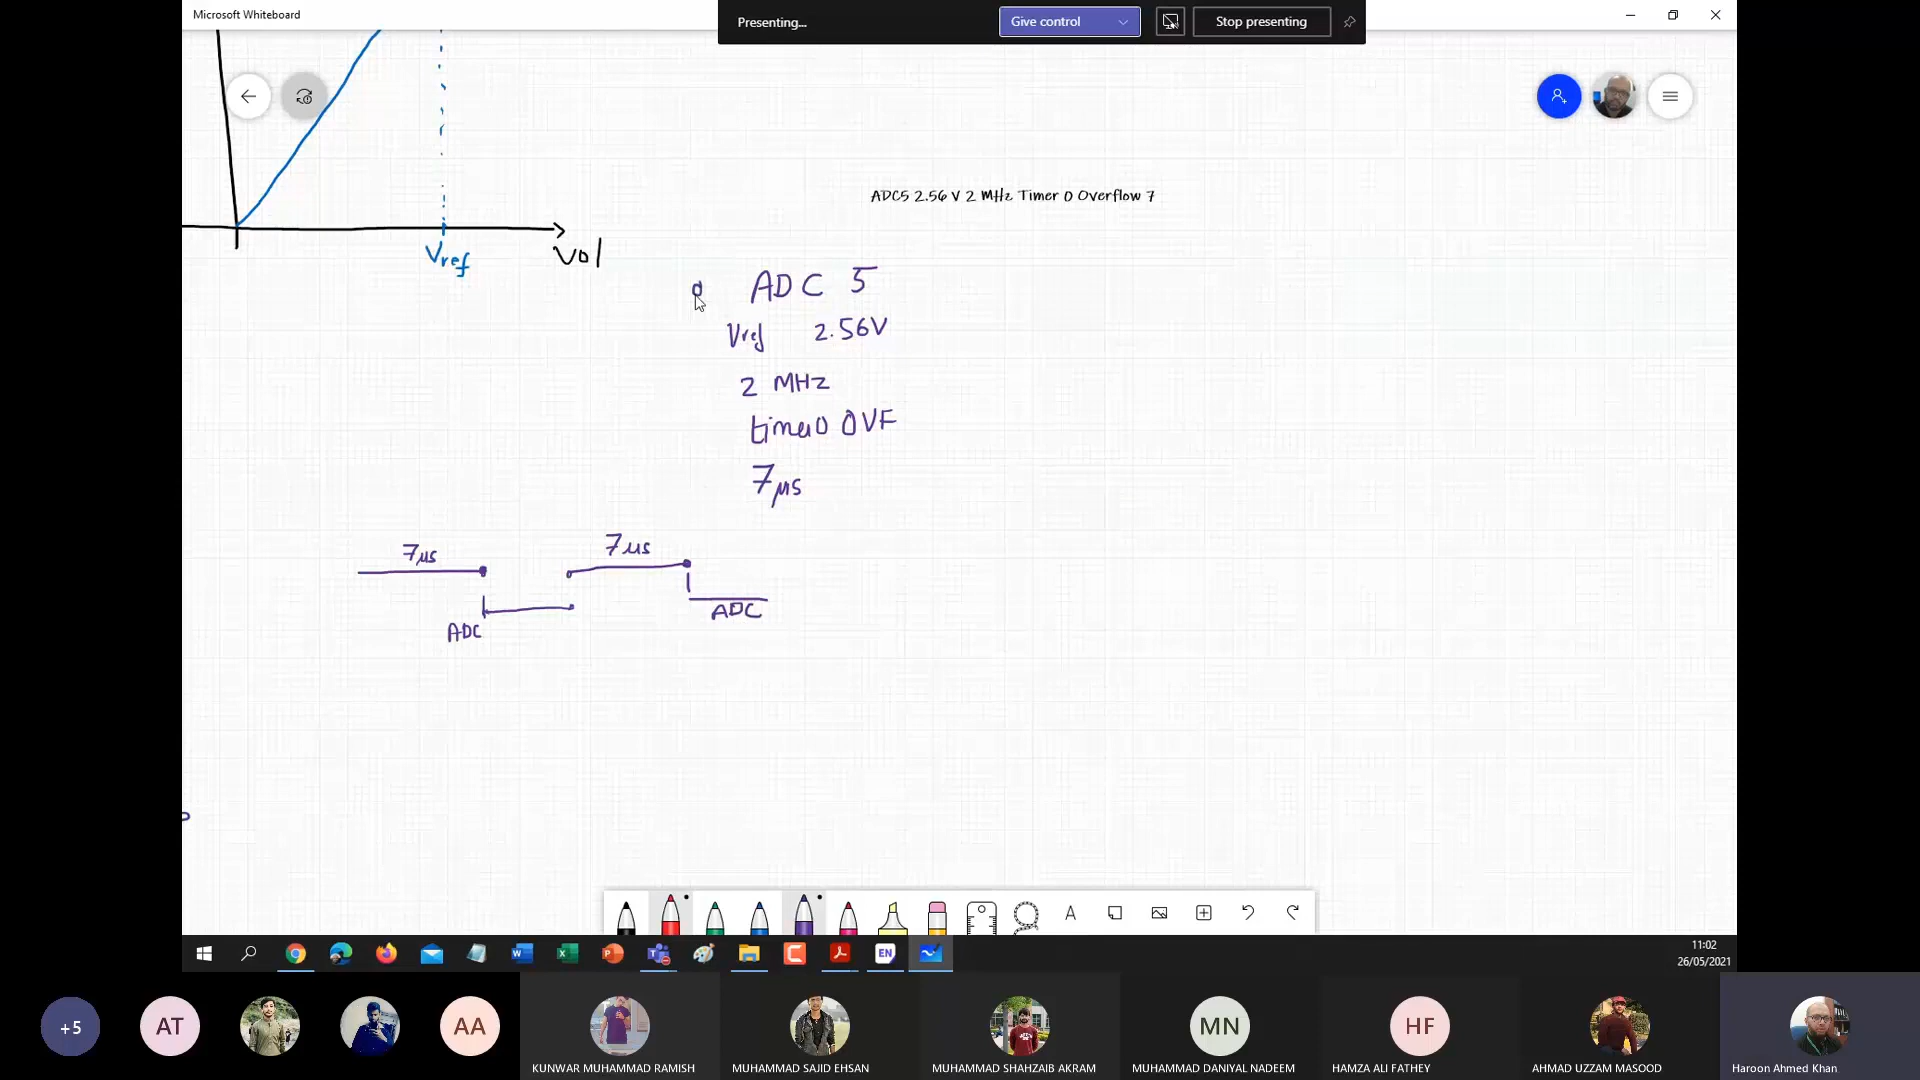 Microsoft Whiteboard
Presenting...
Give control
Stop presenting
ADC5 2.56 V 2 MHz Timer 0 Overflow 7
Vref
Vol
ADC 5
Vref 2.56V
2 MHz
timer0 OVF
7µs
7µs
7µs
ADC
ADC
A
W
X
P
T
EN
11:02
26/05/2021
+5
AT
AA
MN
HF
KUNWAR MUHAMMAD RAMISH
MUHAMMAD SAJID EHSAN
MUHAMMAD SHAHZAIB AKRAM
MUHAMMAD DANIYAL NADEEM
HAMZA ALI FATHEY
AHMAD UZZAM MASOOD
Haroon Ahmed Khan